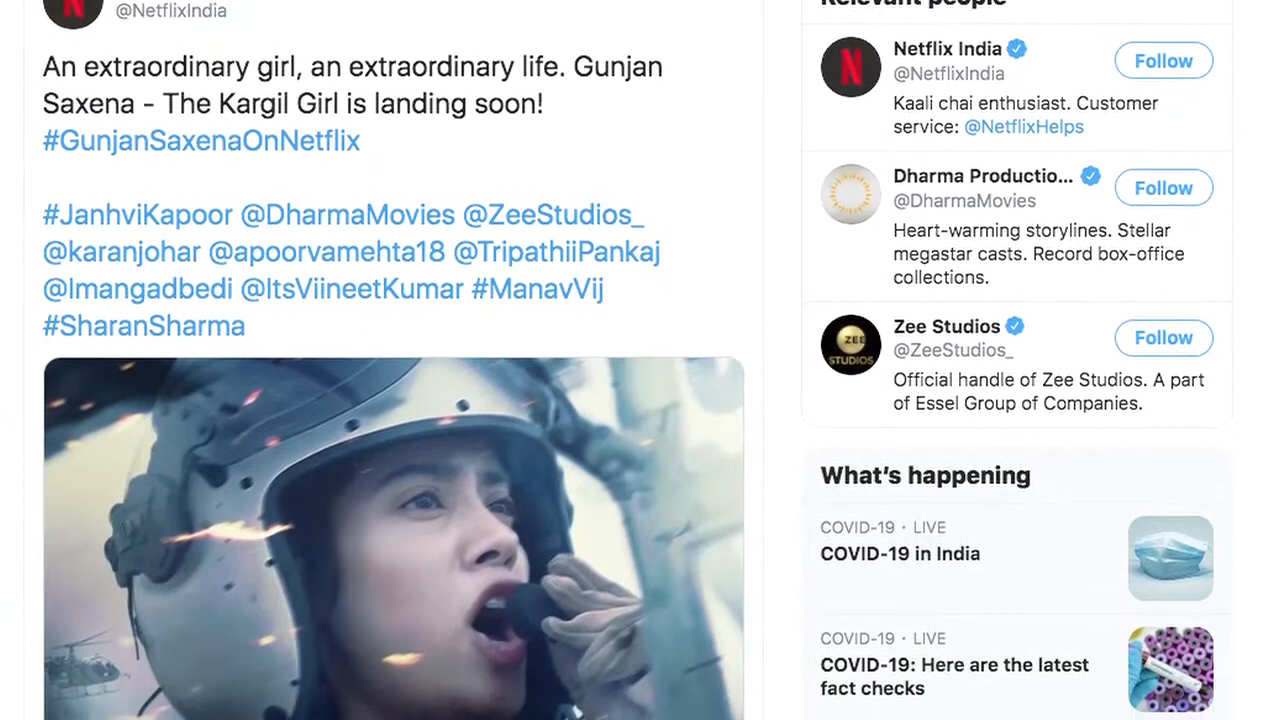 @NetflixIndia
An extraordinary girl, an extraordinary life. Gunjan
Saxena - The Kargil Girl is landing soon!
#GunjanSaxenaOnNetflix
#JanhviKapoor @DharmaMovies @ZeeStudios_
@karanjohar @apoorvamehta18 @TripathiiPankaj
@Imangadbedi @ItsViineetKumar #ManavVij
#SharanSharma
Relevant people
Netflix India
Follow
@NetflixIndia
Kaali chai enthusiast. Customer
service: @NetflixHelps
Dharma Productio...
Follow
@DharmaMovies
Heart-warming storylines. Stellar
megastar casts. Record box-office
collections.
ZEE
STUDIOS
Zee Studios
Follow
@ZeeStudios_
Official handle of Zee Studios. A part
of Essel Group of Companies.
What’s happening
COVID-19 · LIVE
COVID-19 in India
COVID-19 · LIVE
COVID-19: Here are the latest
fact checks